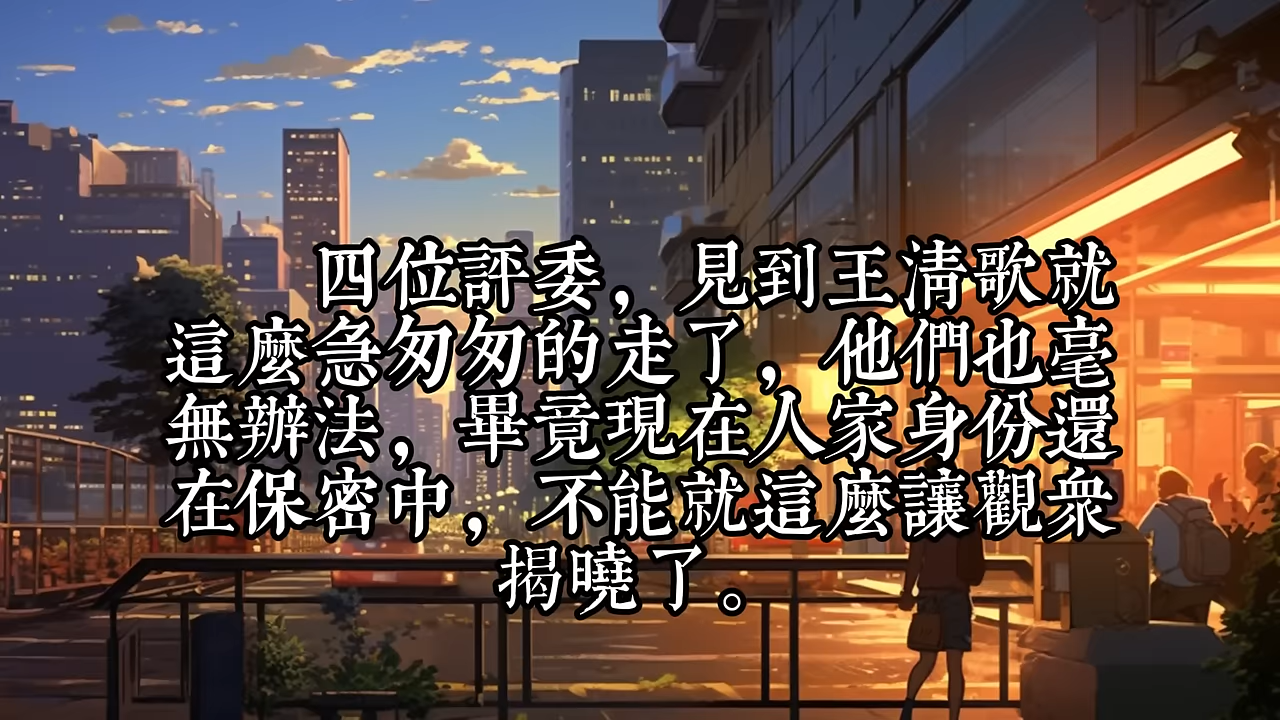 四位評委，見到王清歌就
這麼急匆匆的走了，他們也毫
無辦法，畢竟現在人家身份還
在保密中，不能就這麼讓觀衆
揭曉了。